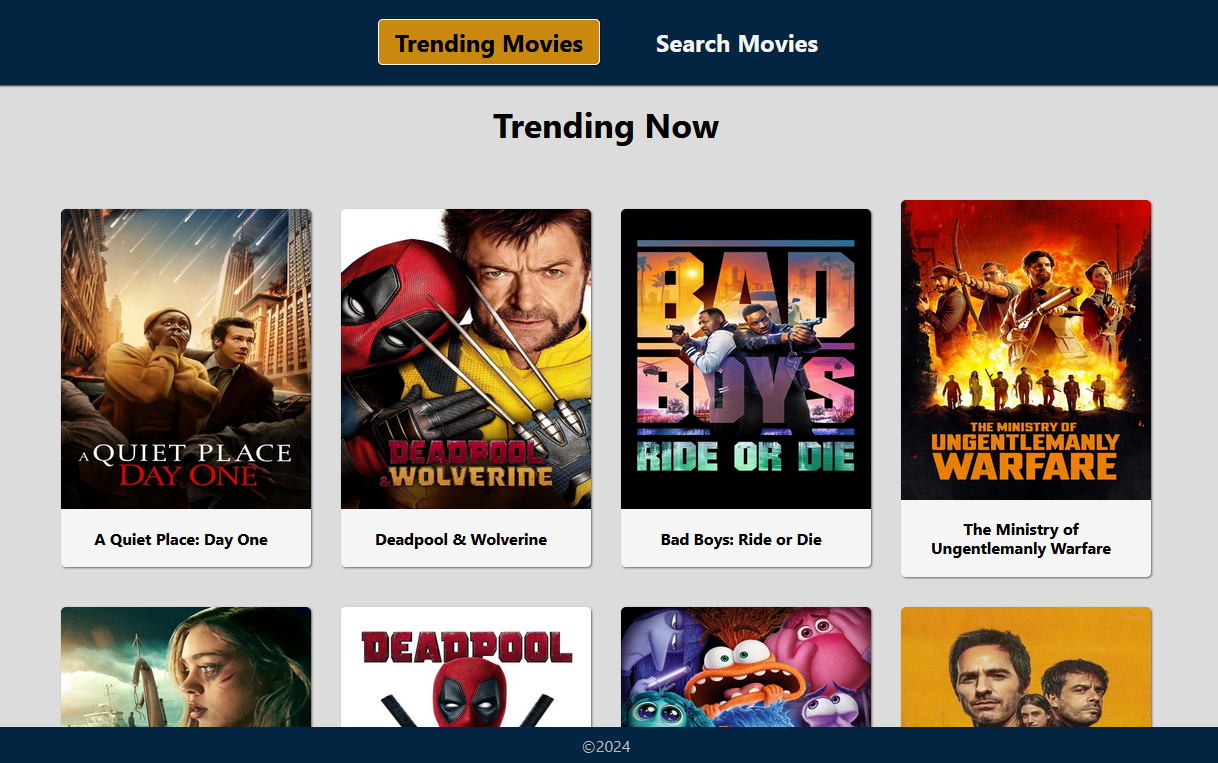 Trending Movies
Search Movies
Trending Now
A QUIET PLACE
DAY ONE
A Quiet Place: Day One
DEADPOOL
& WOLVERINE
Deadpool & Wolverine
BAD
BOYS
RIDE OR DIE
Bad Boys: Ride or Die
THE MINISTRY OF
UNGENTLEMANLY
WARFARE
The Ministry of
Ungentlemanly Warfare
DEADPOOL
©2024